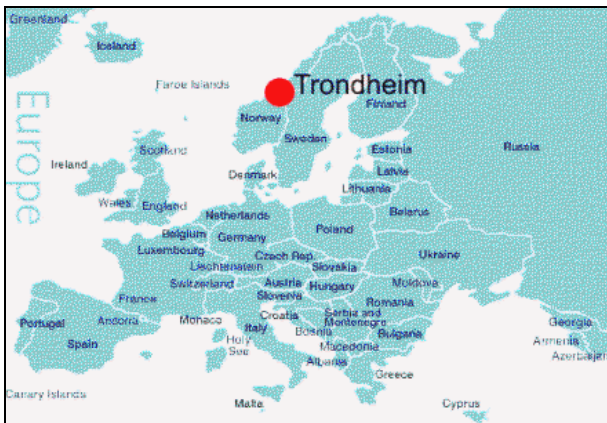 Greenland
Iceland
Faroe Islands
Trondheim
Finland
Norway
Sweden
Russia
Europe
Estonia
Scotland
Ireland
Latvia
Denmark
Lithuania
Wales
England
Netherlands
Belarus
Poland
Belgium
Germany
Luxembourg
Czech Rep.
Ukraine
Liechenstein
Slovakia
Switzerland
Austria
Hungary
Moldova
Slovenia
France
Romania
Croatia
Serbia and
Montenegro
Portugal
Andorra
Monaco
Italy
Bosnia
Bulgaria
Georgia
Spain
Holy
See
Macedonia
Armenia
Albania
Azerbaijan
Greece
Canary Islands
Malta
Cyprus